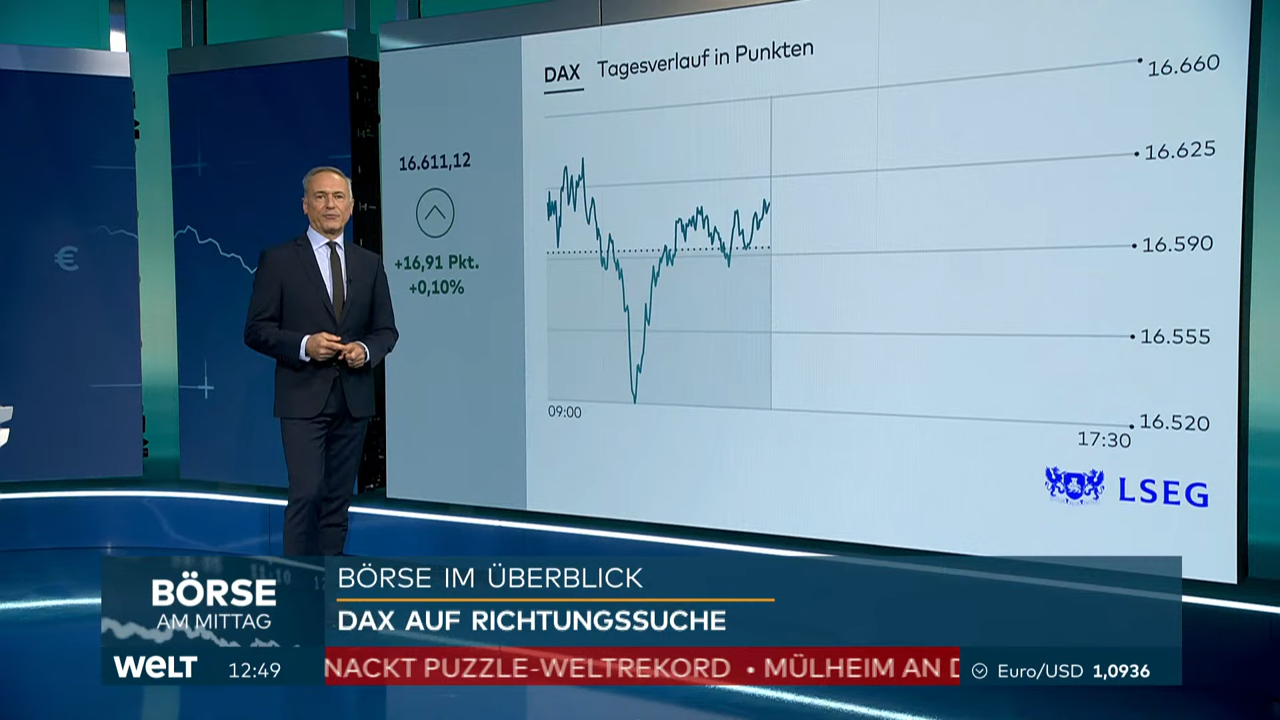 DAX Tagesverlauf in Punkten
16.660
16.625
16.590
16.555
16.520
16.611,12
+16,91 Pkt.
+0,10%
09:00
17:30
LSEG
€
BÖRSE
AM MITTAG
BÖRSE IM ÜBERBLICK
DAX AUF RICHTUNGSSUCHE
welt 12:49
NACKT PUZZLE-WELTREKORD • MÜLHEIM AN D
Euro/USD 1,0936